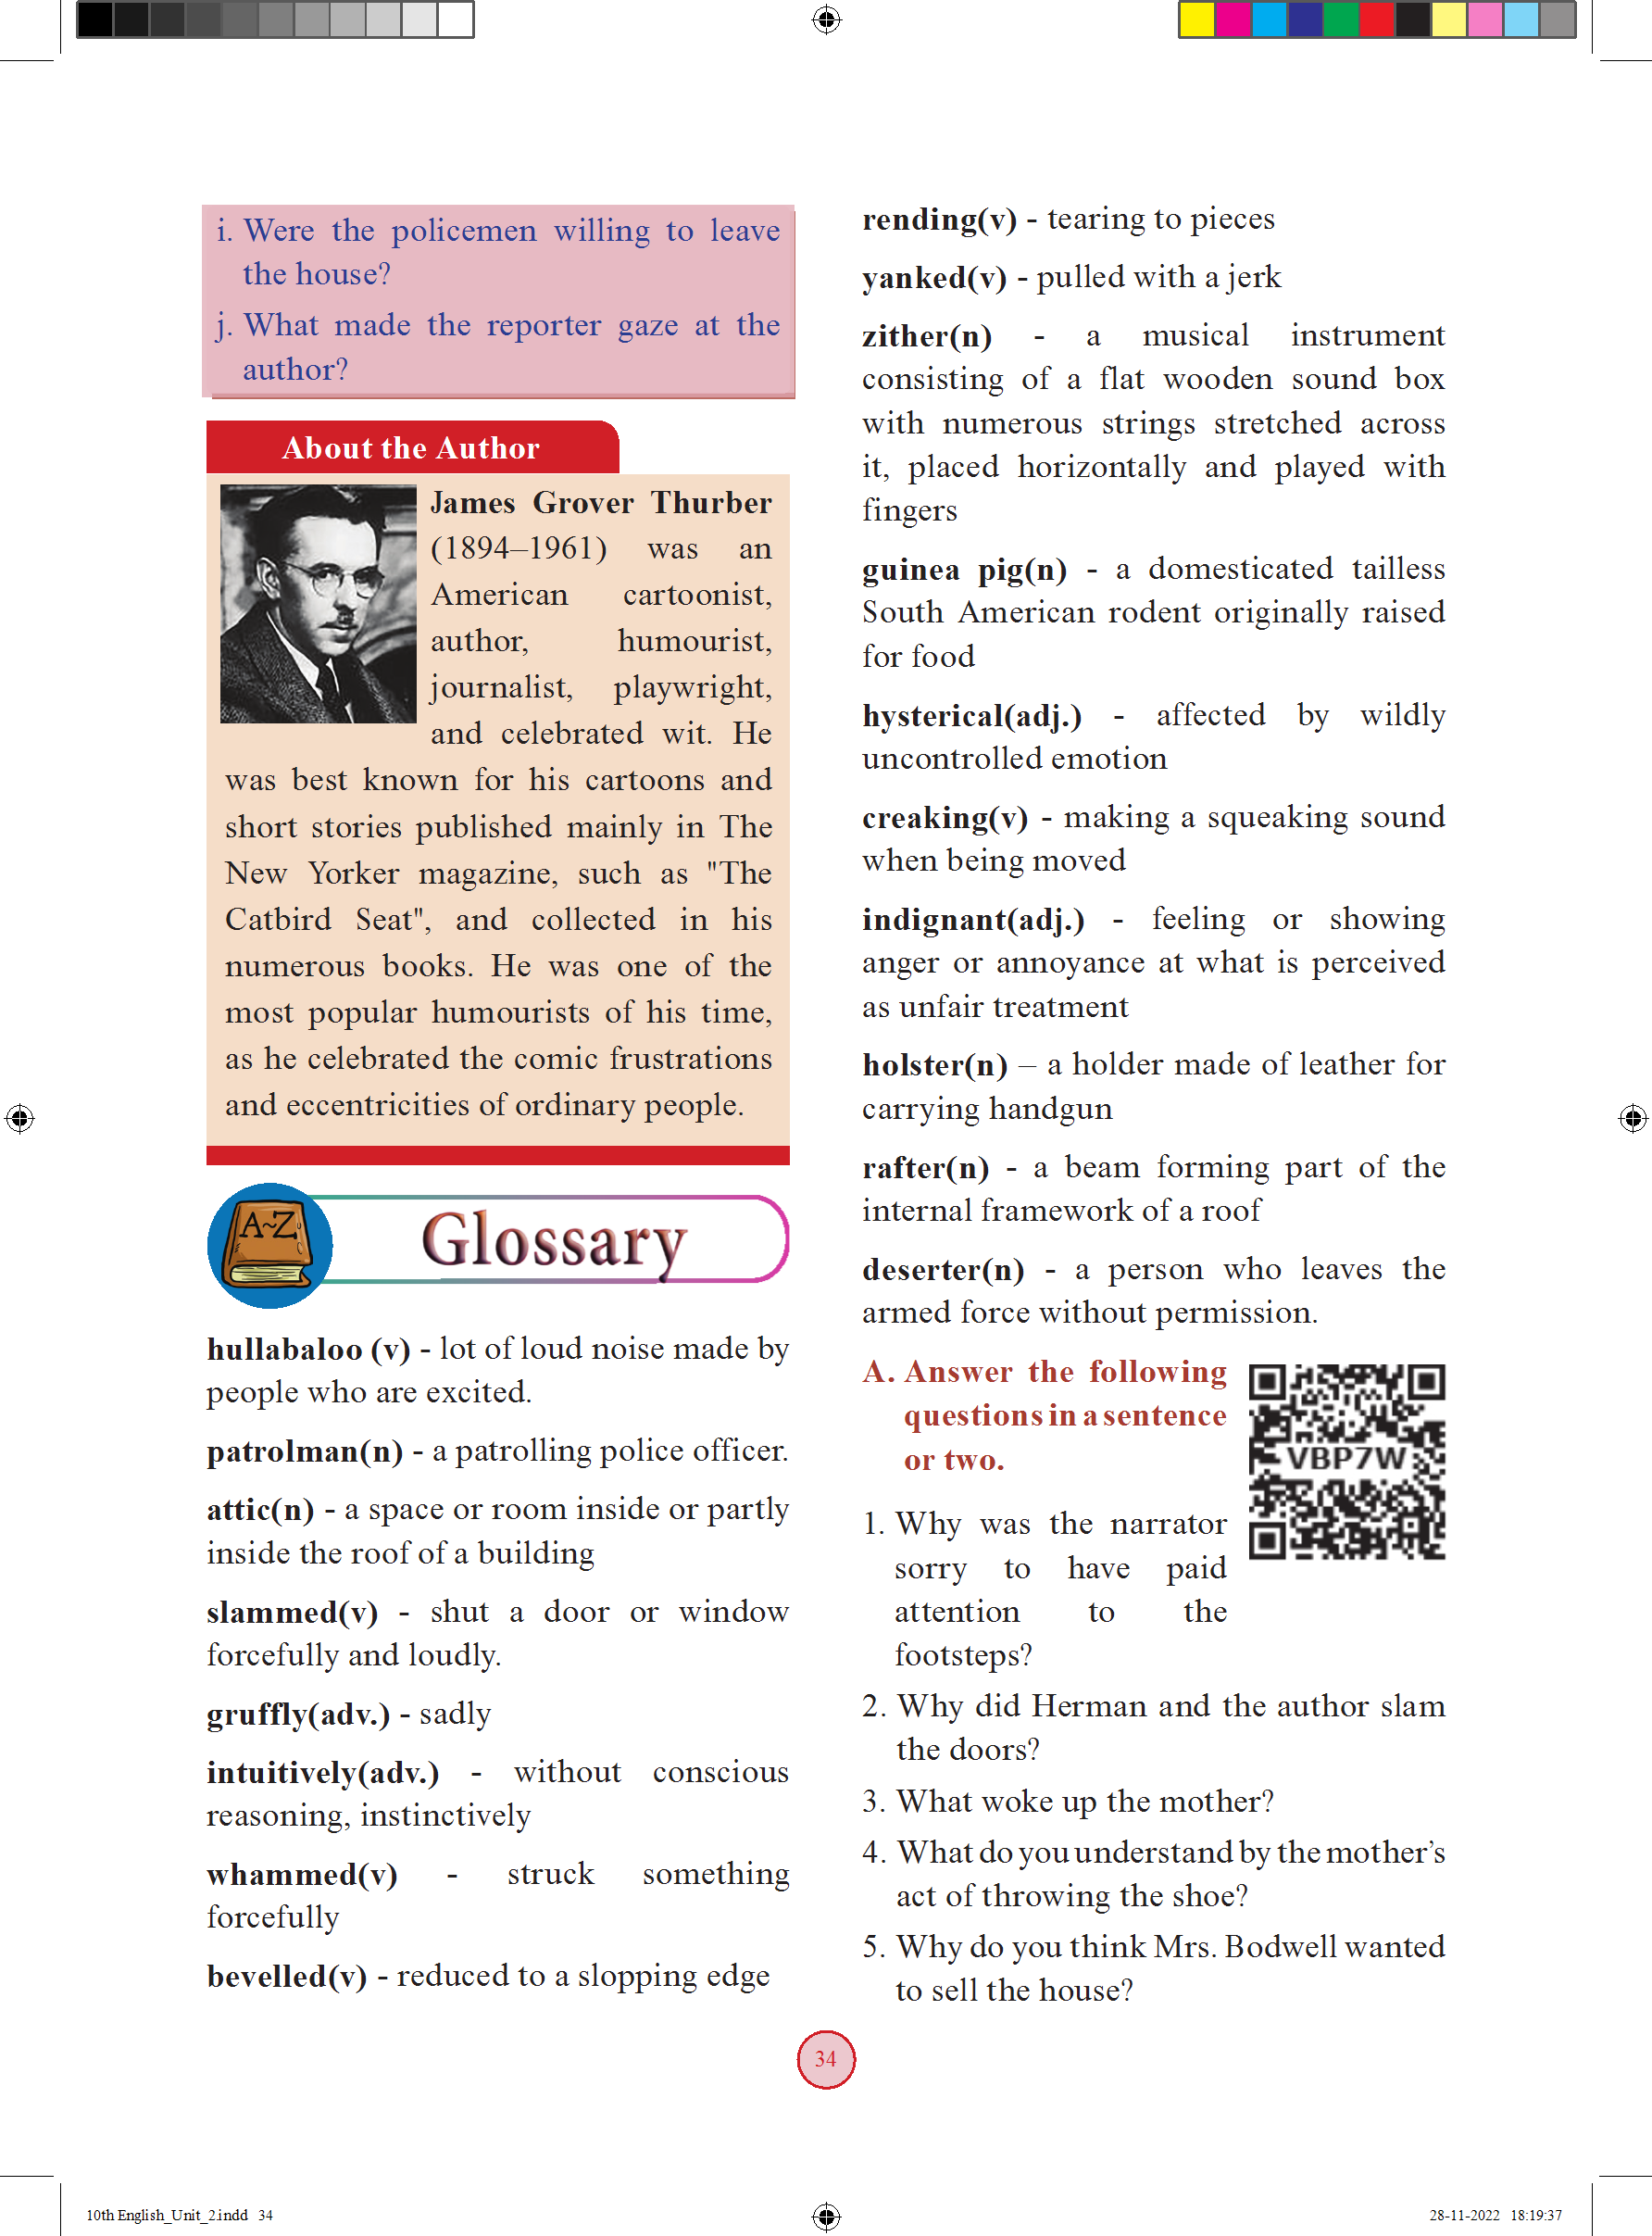 i. Were the policemen willing to leave
the house?
j. What made the reporter gaze at the
author?
About the Author
James Grover Thurber
(1894–1961) was an
American cartoonist,
author, humourist,
journalist, playwright,
and celebrated wit. He
was best known for his cartoons and
short stories published mainly in The
New Yorker magazine, such as "The
Catbird Seat", and collected in his
numerous books. He was one of the
most popular humourists of his time,
as he celebrated the comic frustrations
and eccentricities of ordinary people.
A~Z
Glossary
hullabaloo (v) - lot of loud noise made by
people who are excited.
patrolman(n) - a patrolling police officer.
attic(n) - a space or room inside or partly
inside the roof of a building
slammed(v) - shut a door or window
forcefully and loudly.
gruffly(adv.) - sadly
intuitively(adv.) - without conscious
reasoning, instinctively
whammed(v) - struck something
forcefully
bevelled(v) - reduced to a slopping edge
rending(v) - tearing to pieces
yanked(v) - pulled with a jerk
zither(n) - a musical instrument
consisting of a flat wooden sound box
with numerous strings stretched across
it, placed horizontally and played with
fingers
guinea pig(n) - a domesticated tailless
South American rodent originally raised
for food
hysterical(adj.) - affected by wildly
uncontrolled emotion
creaking(v) - making a squeaking sound
when being moved
indignant(adj.) - feeling or showing
anger or annoyance at what is perceived
as unfair treatment
holster(n) – a holder made of leather for
carrying handgun
rafter(n) - a beam forming part of the
internal framework of a roof
deserter(n) - a person who leaves the
armed force without permission.
A. Answer the following
questions in a sentence
or two.
VBP7W
1. Why was the narrator
sorry to have paid
attention to the
footsteps?
2. Why did Herman and the author slam
the doors?
3. What woke up the mother?
4. What do you understand by the mother’s
act of throwing the shoe?
5. Why do you think Mrs. Bodwell wanted
to sell the house?
34
10th English_Unit_2.indd 34
28-11-2022 18:19:37